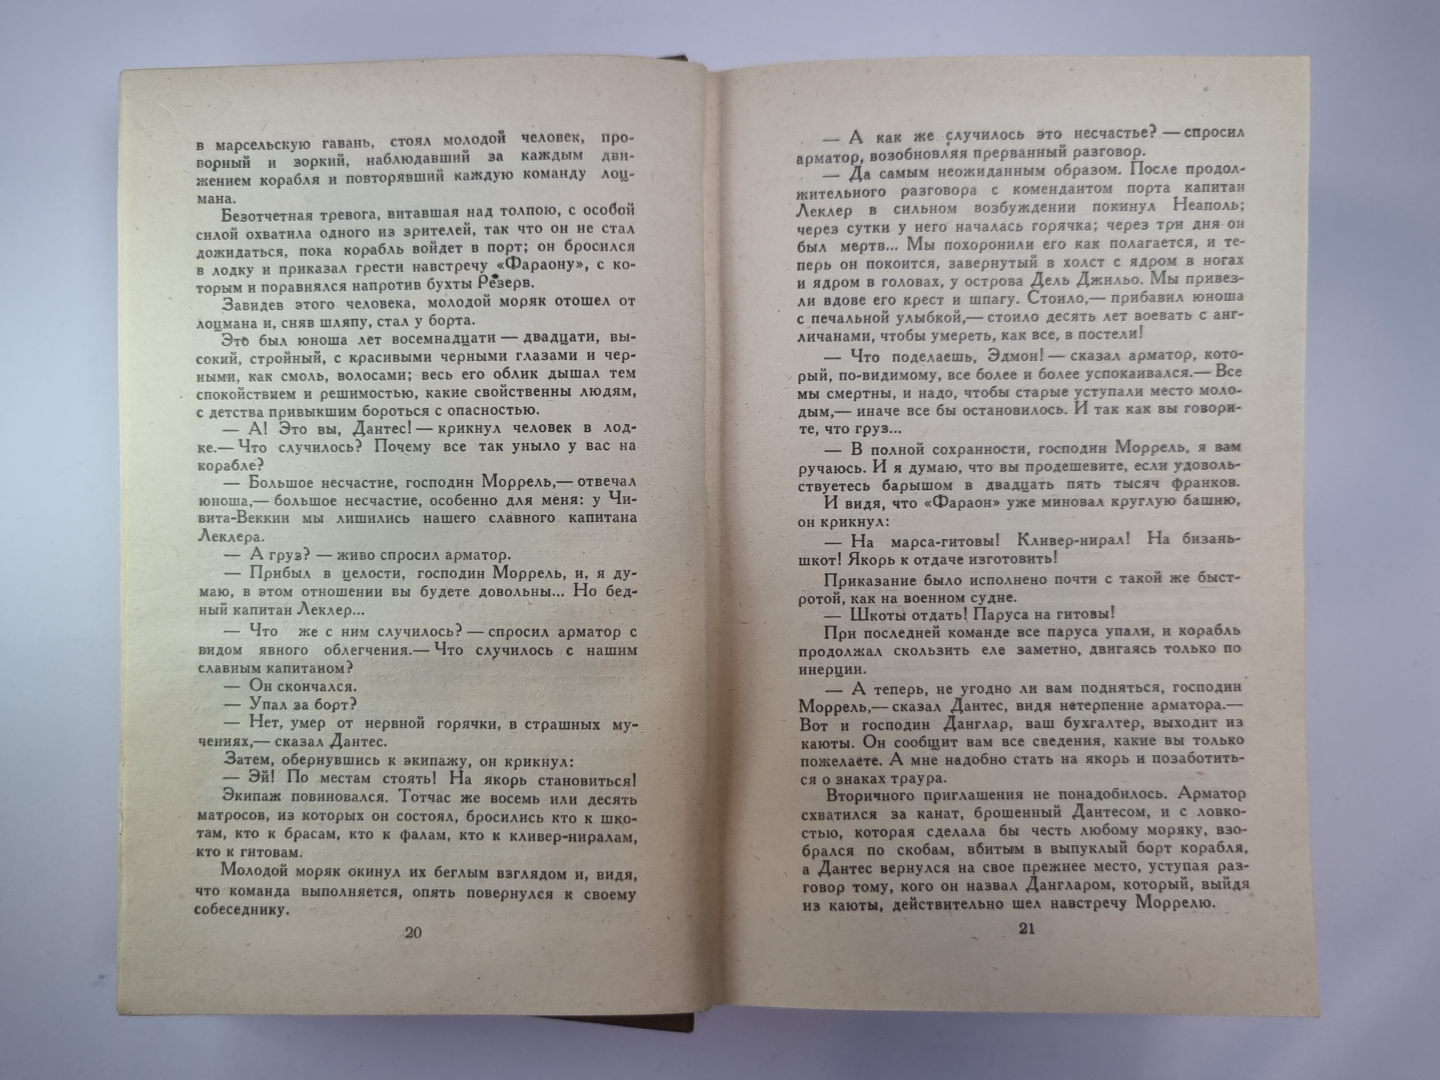 в марсельскую гавань, стоял молодой человек, про-
ворный и зоркий, наблюдавший за каждым дви-
жением корабля и повторявший каждую команду лоц-
мана.
Безотчетная тревога, витавшая над толпою, с особой
силой охватила одного из зрителей, так что он не стал
дожидаться, пока корабль войдет в порт; он бросился
в лодку и приказал грести навстречу «Фараону», с ко-
торым и поравнялся напротив бухты Резерв.
Завидев этого человека, молодой моряк отошел от
лоцмана и, сняв шляпу, стал у борта.
Это был юноша лет восемнадцати — двадцати, вы-
сокий, стройный, с красивыми черными глазами и чер-
ными, как смоль, волосами; весь его облик дышал тем
спокойствием и решимостью, какие свойственны людям,
с детства привыкшим бороться с опасностью.
— А! Это вы, Дантес! — крикнул человек в лод-
ке.— Что случилось? Почему все так уныло у вас на
корабле?
— Большое несчастие, господин Моррель,— отвечал
юноша,— большое несчастие, особенно для меня: у Чи-
вита-Веккии мы лишились нашего славного капитана
Леклера.
— А груз? — живо спросил арматор.
— Прибыл в целости, господин Моррель, и, я ду-
маю, в этом отношении вы будете довольны... Но бед-
ный капитан Леклер...
— Что же с ним случилось? — спросил арматор с
видом явного облегчения.— Что случилось с нашим
славным капитаном?
— Он скончался.
— Упал за борт?
— Нет, умер от нервной горячки, в страшных му-
чениях,— сказал Дантес.
Затем, обернувшись к экипажу, он крикнул:
— Эй! По местам стоять! На якорь становиться!
Экипаж повиновался. Тотчас же восемь или десять
матросов, из которых он состоял, бросились кто к шко-
там, кто к брасам, кто к фалам, кто к кливер-ниралам,
кто к гитовам.
Молодой моряк окинул их беглым взглядом и, видя,
что команда выполняется, опять повернулся к своему
собеседнику.
20
— А как же случилось это несчастье? — спросил
арматор, возобновляя прерванный разговор.
— Да самым неожиданным образом. После продол-
жительного разговора с комендантом порта капитан
Леклер в сильном возбуждении покинул Неаполь;
через сутки у него началась горячка; через три дня он
был мертв... Мы похоронили его как полагается, и те-
перь он покоится, завернутый в холст с ядром в ногах
и ядром в головах, у острова Дель Джильо. Мы привез-
ли вдове его крест и шпагу. Стоило,— прибавил юноша
с печальной улыбкой,— стоило десять лет воевать с анг-
личанами, чтобы умереть, как все, в постели!
— Что поделаешь, Эдмон! — сказал арматор, кото-
рый, по-видимому, все более и более успокаивался.— Все
мы смертны, и надо, чтобы старые уступали место моло-
дым,— иначе все бы остановилось. И так как вы говори-
те, что груз...
— В полной сохранности, господин Моррель, я вам
ручаюсь. И я думаю, что вы продешевите, если удоволь-
ствуетесь барышом в двадцать пять тысяч франков.
И видя, что «Фараон» уже миновал круглую башню,
он крикнул:
— На марса-гитовы! Кливер-нирал! На бизань-
шкот! Якорь к отдаче изготовить!
Приказание было исполнено почти с такой же быст-
ротой, как на военном судне.
— Шкоты отдать! Паруса на гитовы!
При последней команде все паруса упали, и корабль
продолжал скользить еле заметно, двигаясь только по
инерции.
— А теперь, не угодно ли вам подняться, господин
Моррель,— сказал Дантес, видя нетерпение арматора.—
Вот и господин Данглар, ваш бухгалтер, выходит из
каюты. Он сообщит вам все сведения, какие вы только
пожелаете. А мне надобно стать на якорь и позаботить-
ся о знаках траура.
Вторичного приглашения не понадобилось. Арматор
схватился за канат, брошенный Дантесом, и с ловко-
стью, которая сделала бы честь любому моряку, взо-
брался по скобам, вбитым в выпуклый борт корабля,
а Дантес вернулся на свое прежнее место, уступая раз-
говор тому, кого он назвал Дангларом, который, выйдя
из каюты, действительно шел навстречу Моррелю.
21